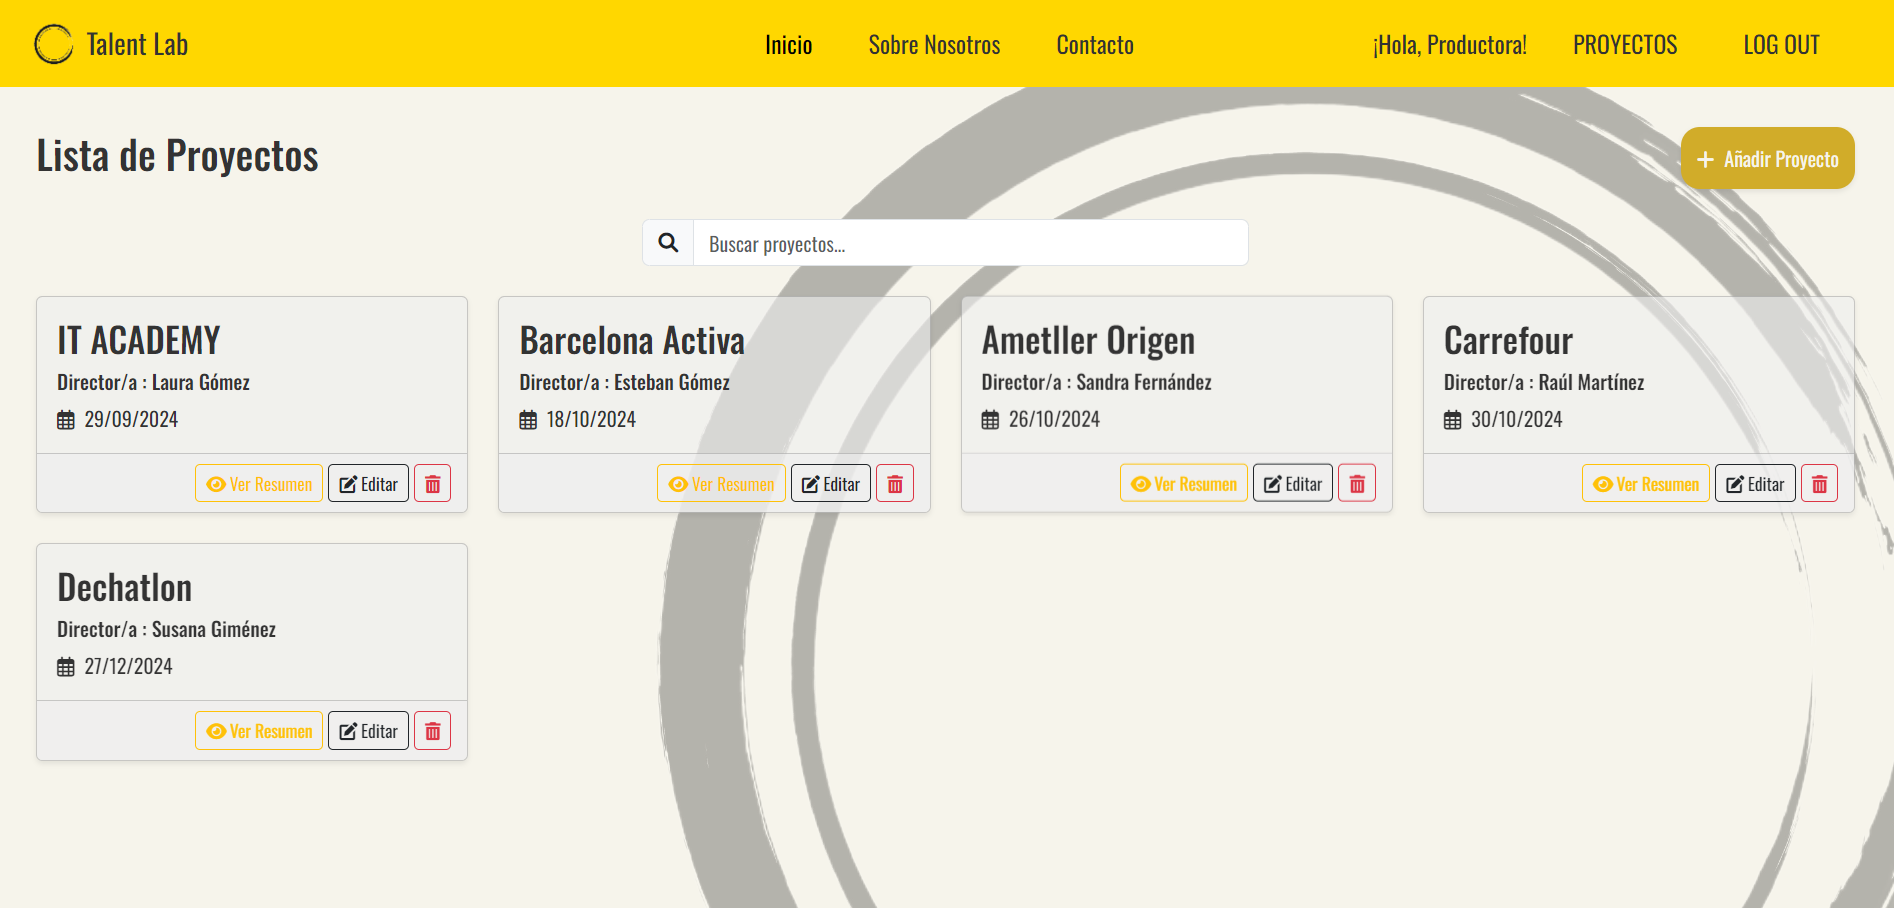 Talent Lab
Inicio
Sobre Nosotros
Contacto
¡Hola, Productora!
PROYECTOS
LOG OUT
Lista de Proyectos
Añadir Proyecto
Buscar proyectos...
IT ACADEMY
Director/a : Laura Gómez
29/09/2024
Ver Resumen
Editar
Barcelona Activa
Director/a : Esteban Gómez
18/10/2024
Ver Resumen
Editar
Ametller Origen
Director/a : Sandra Fernández
26/10/2024
Ver Resumen
Editar
Carrefour
Director/a : Raúl Martínez
30/10/2024
Ver Resumen
Editar
Dechatlon
Director/a : Susana Giménez
27/12/2024
Ver Resumen
Editar